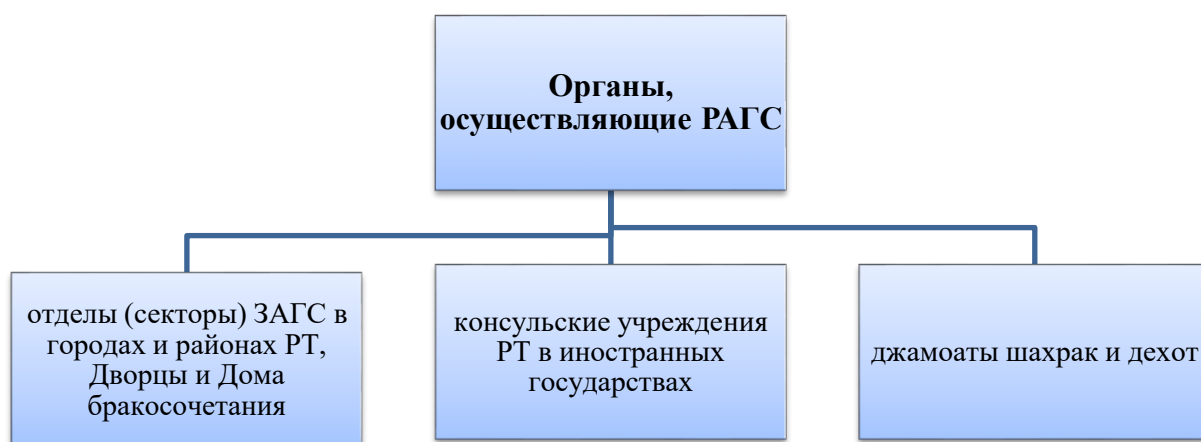 Органы,
осуществляющие РАГС
отделы (секторы) ЗАГС в
городах и районах РТ,
Дворцы и Дома
бракосочетания
консульские учреждения
РТ в иностранных
государствах
джамоаты шахрак и дехот